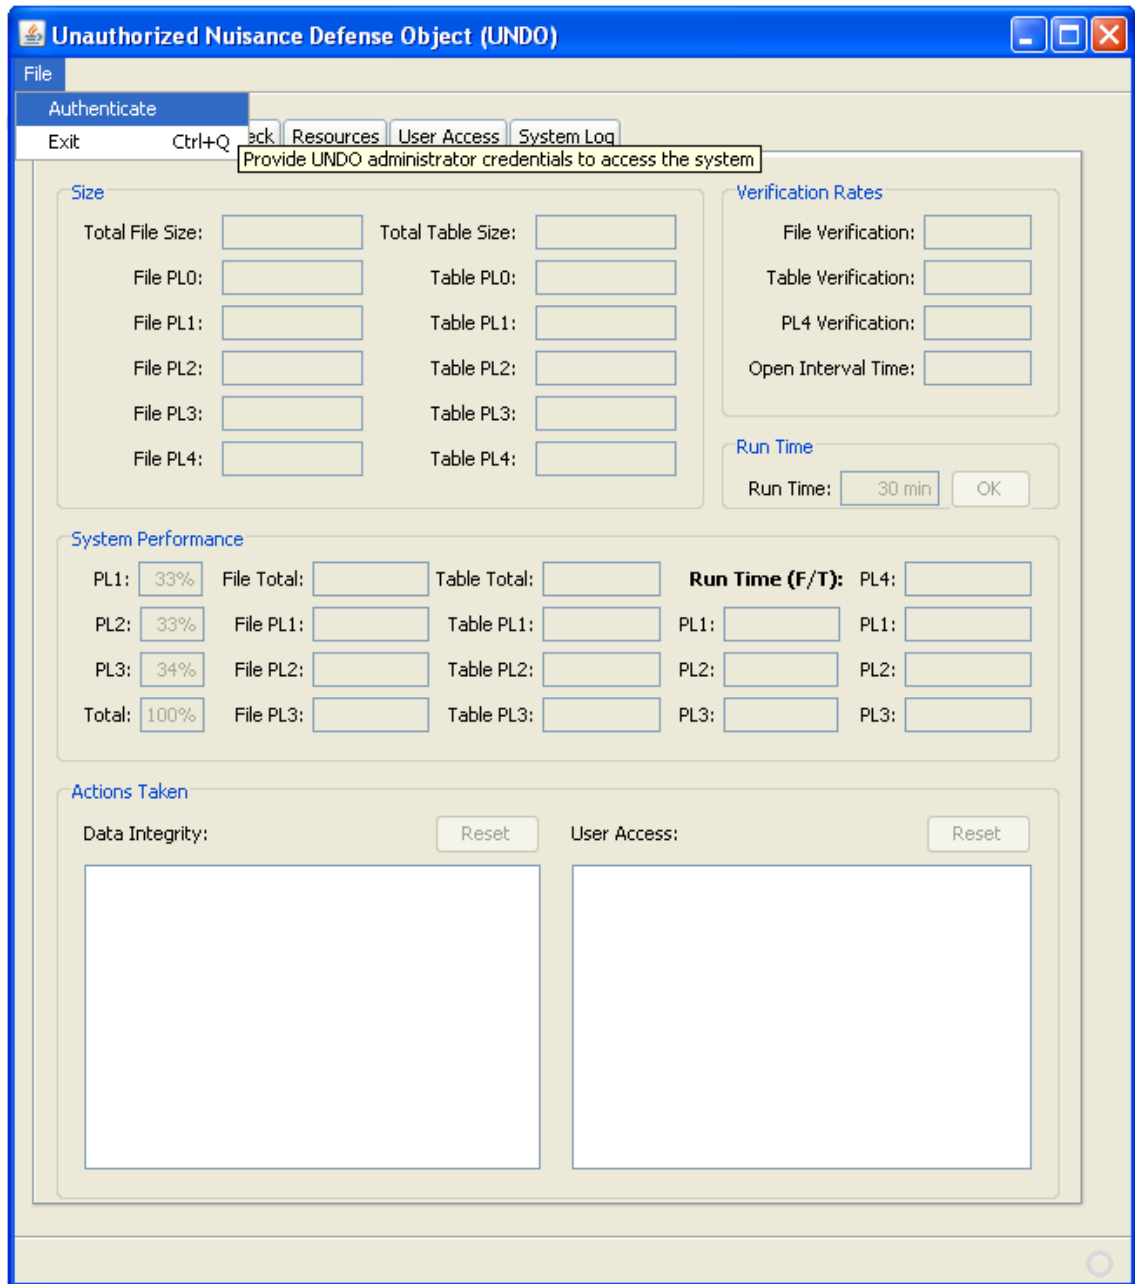 Unauthorized Nuisance Defense Object (UNDO)
File
Authenticate
Exit Ctrl+Q
Resources User Access System Log
Provide UNDO administrator credentials to access the system
Size
Total File Size: Total Table Size:
File PL0: Table PL0:
File PL1: Table PL1:
File PL2: Table PL2:
File PL3: Table PL3:
File PL4: Table PL4:
Verification Rates
File Verification:
Table Verification:
PL4 Verification:
Open Interval Time:
Run Time
Run Time: 30 min OK
System Performance
PL1: 33% File Total: Table Total: Run Time (F/T): PL4:
PL2: 33% File PL1: Table PL1: PL1: PL1:
PL3: 34% File PL2: Table PL2: PL2: PL2:
Total: 100% File PL3: Table PL3: PL3: PL3:
Actions Taken
Data Integrity: Reset User Access: Reset